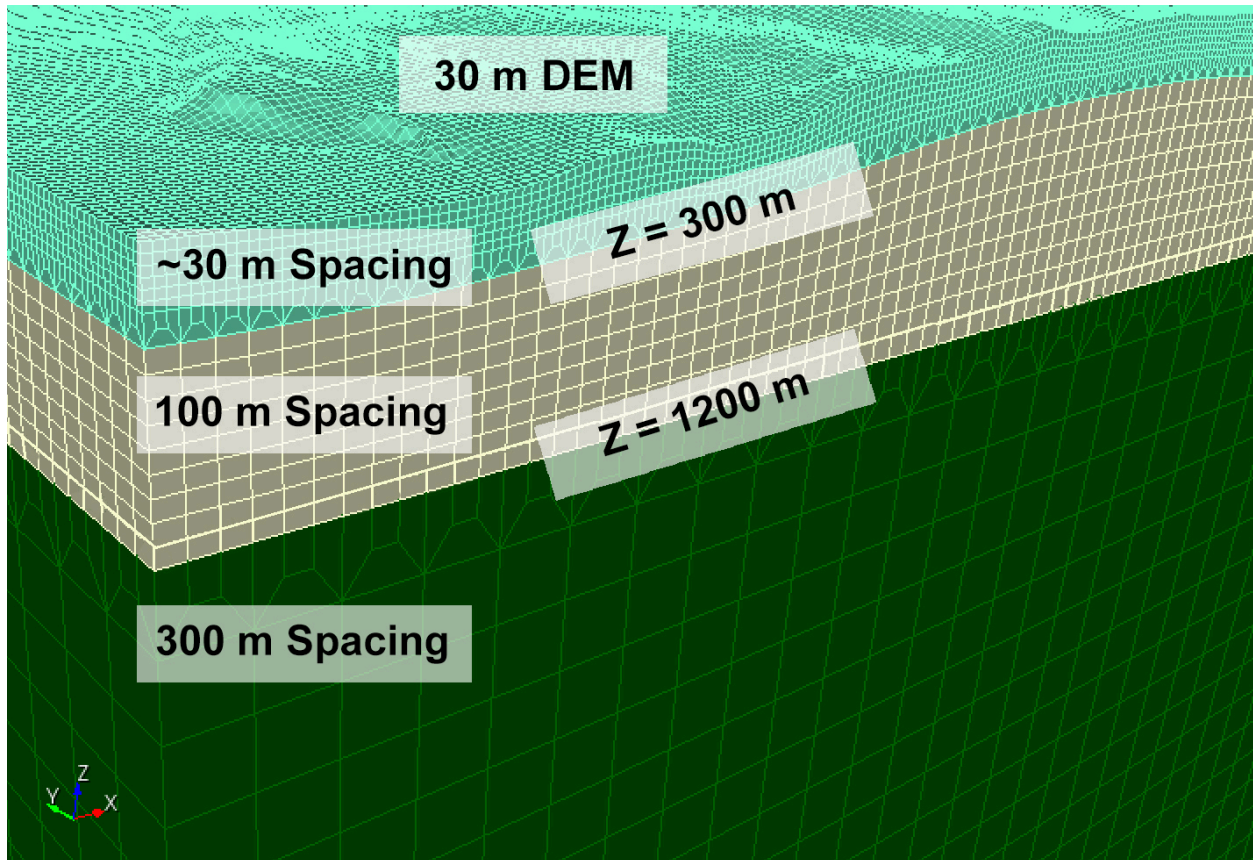 30 m DEM
Z = 300 m
~30 m Spacing
100 m Spacing
Z = 1200 m
300 m Spacing
Z
Y
X